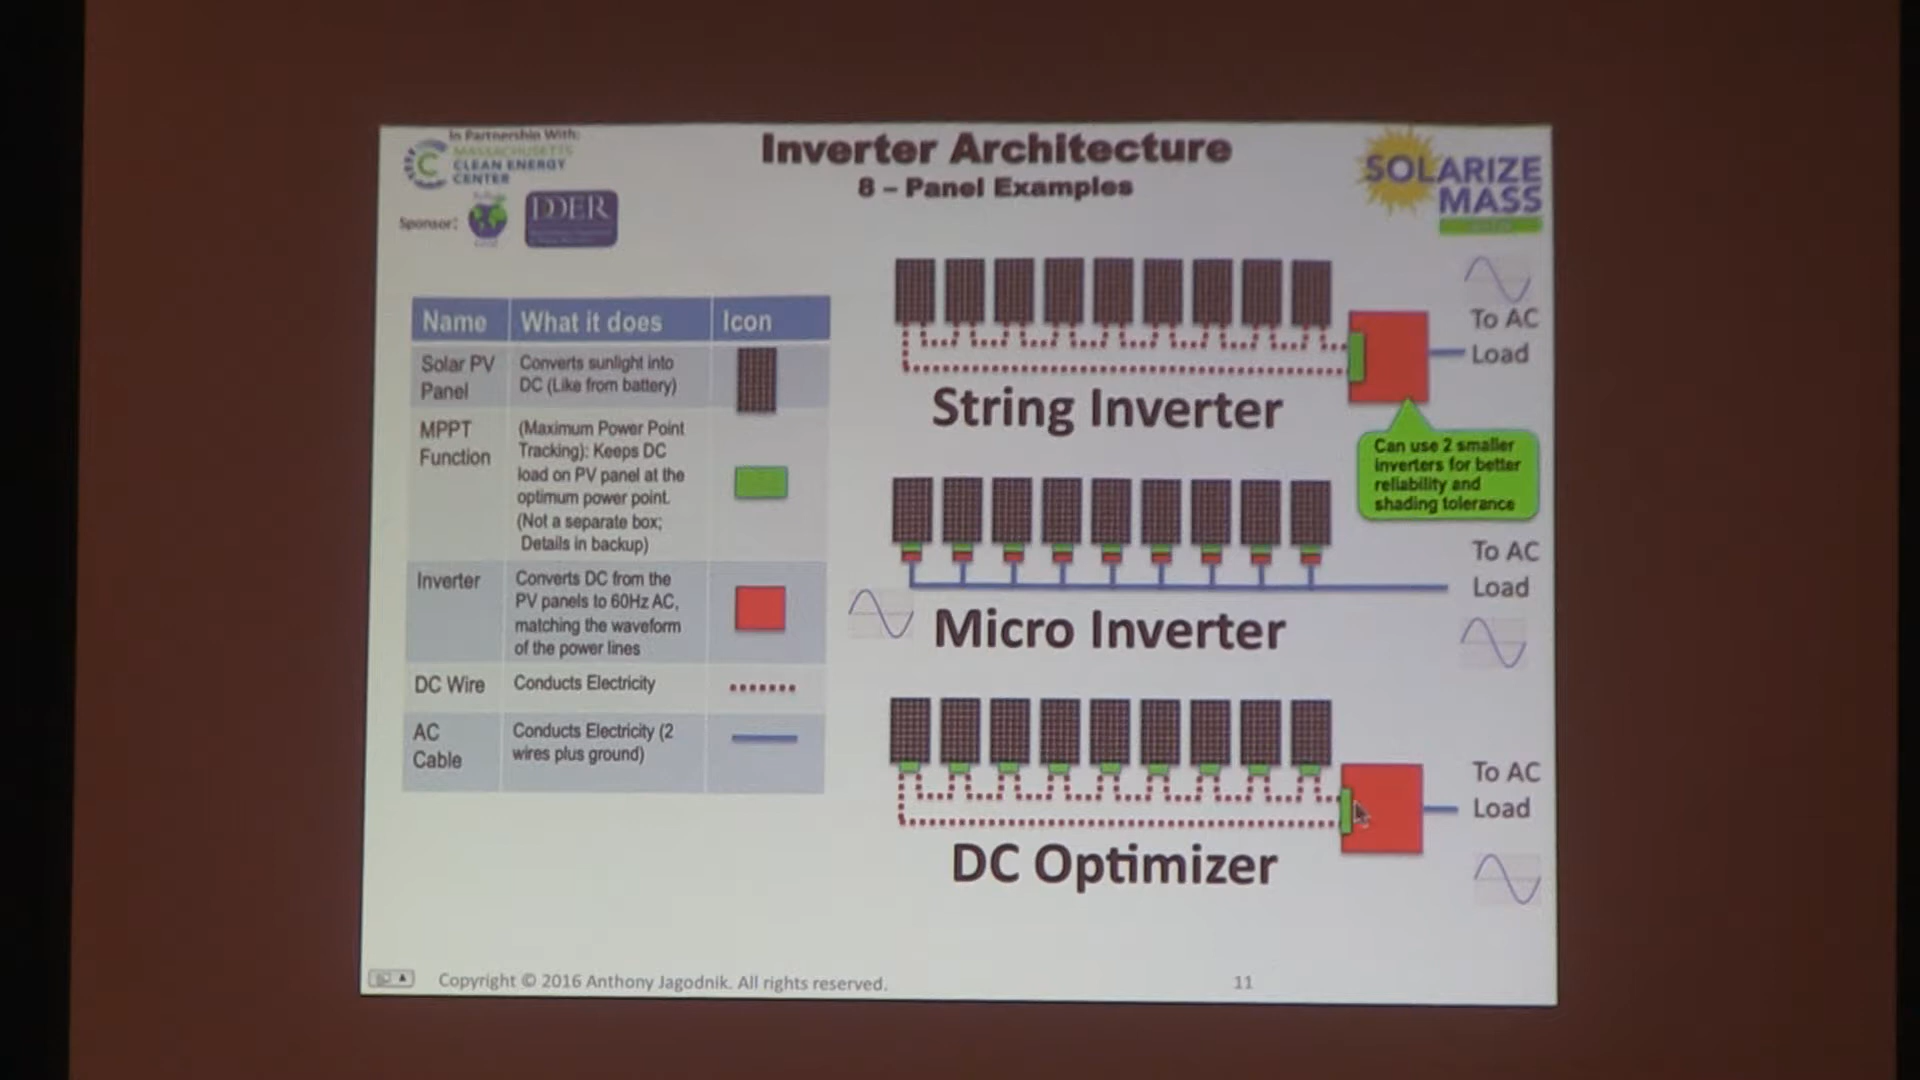 In Partnership With:
MASSACHUSETTS
CLEAN ENERGY
CENTER
Sponsor:
DOER
Inverter Architecture
8 – Panel Examples
SOLARIZE
MASS
Name What it does Icon
Solar PV
Panel
Converts sunlight into
DC (Like from battery)
MPPT
Function
(Maximum Power Point
Tracking): Keeps DC
load on PV panel at the
optimum power point.
(Not a separate box;
Details in backup)
Inverter
Converts DC from the
PV panels to 60Hz AC,
matching the waveform
of the power lines
DC Wire
Conducts Electricity
AC
Cable
Conducts Electricity (2
wires plus ground)
To AC
Load
String Inverter
Can use 2 smaller
inverters for better
reliability and
shading tolerance
To AC
Load
Micro Inverter
To AC
Load
DC Optimizer
Copyright © 2016 Anthony Jagodnik. All rights reserved.
11